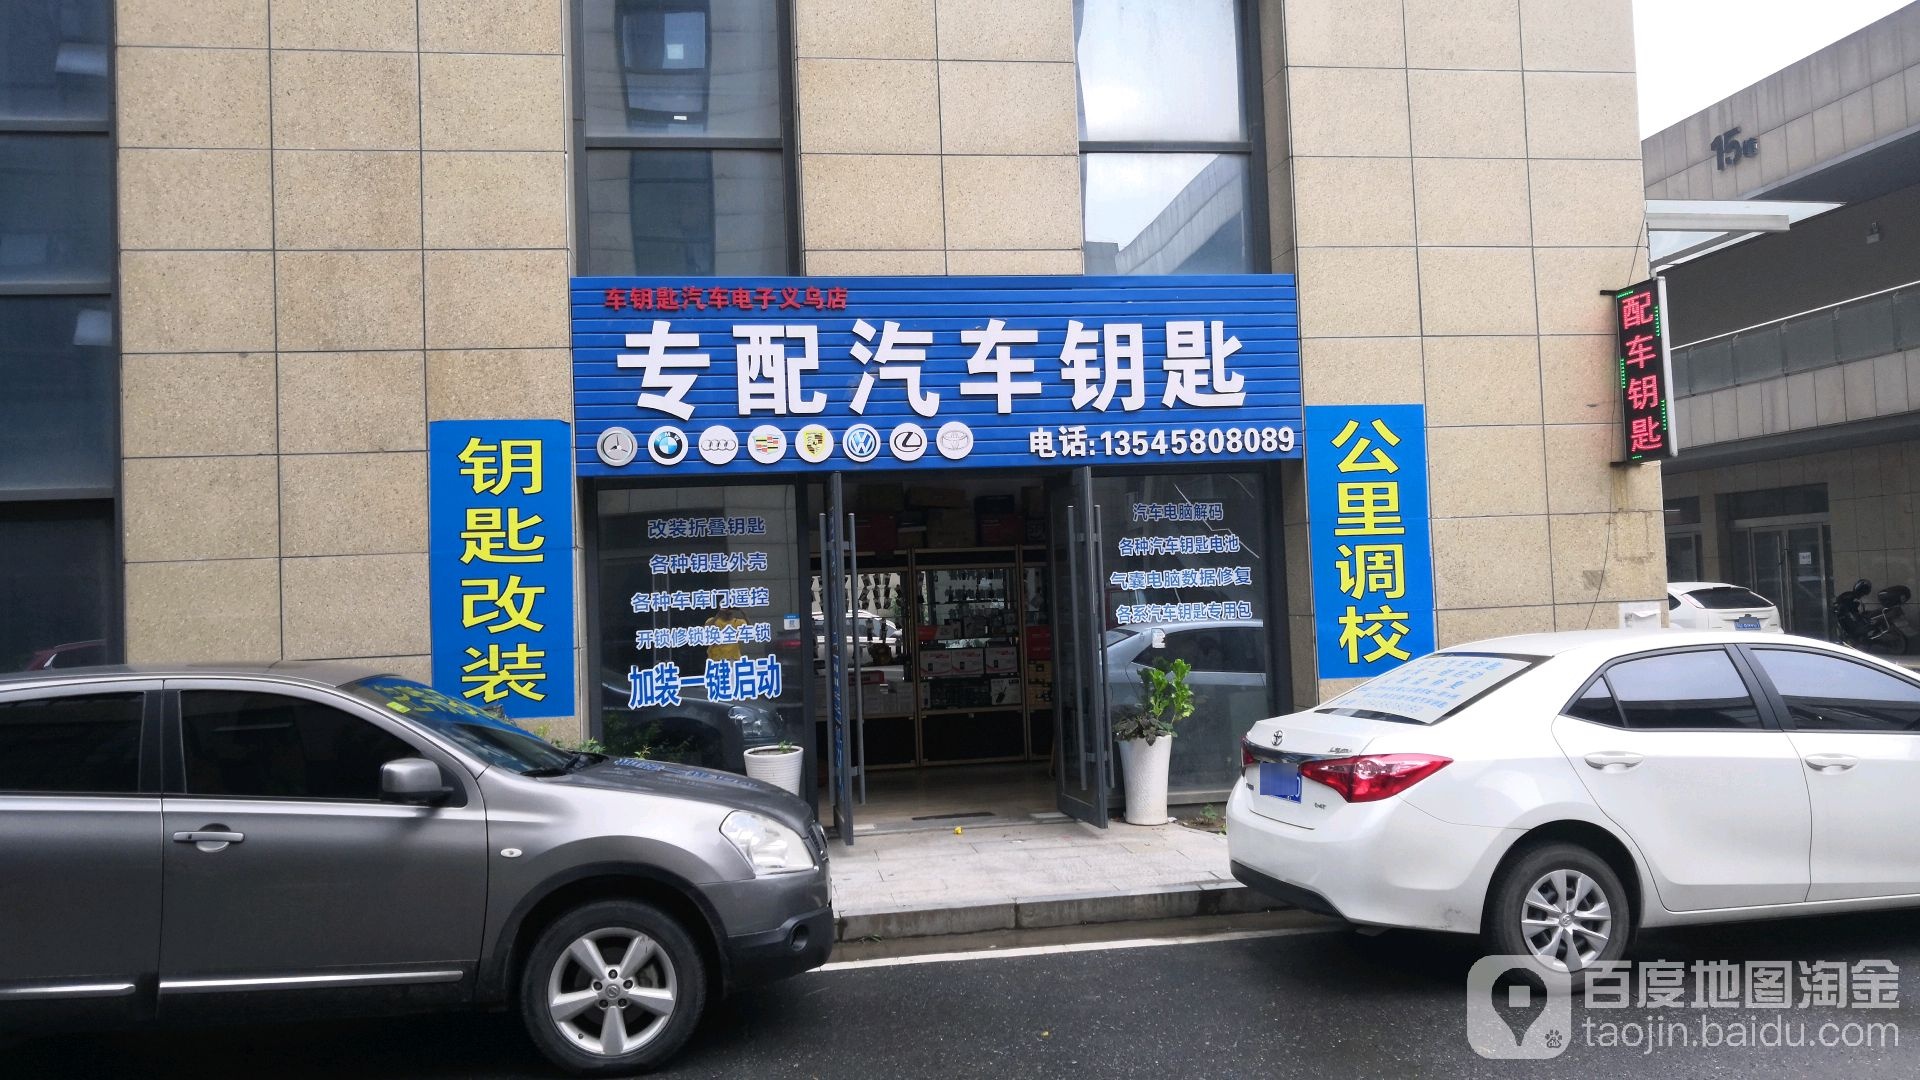 15
车钥匙汽车电子义乌店
专配汽车钥匙
电话:13545808089
配车钥匙
钥匙改装
公里调校
改装折叠钥匙
各种钥匙外壳
各种车库门遥控
开锁修锁换全车锁
加装一键启动
汽车电脑解码
各种汽车钥匙电池
气囊电脑数据修复
各系汽车钥匙专用包
百度地图淘金
taojin.baidu.com